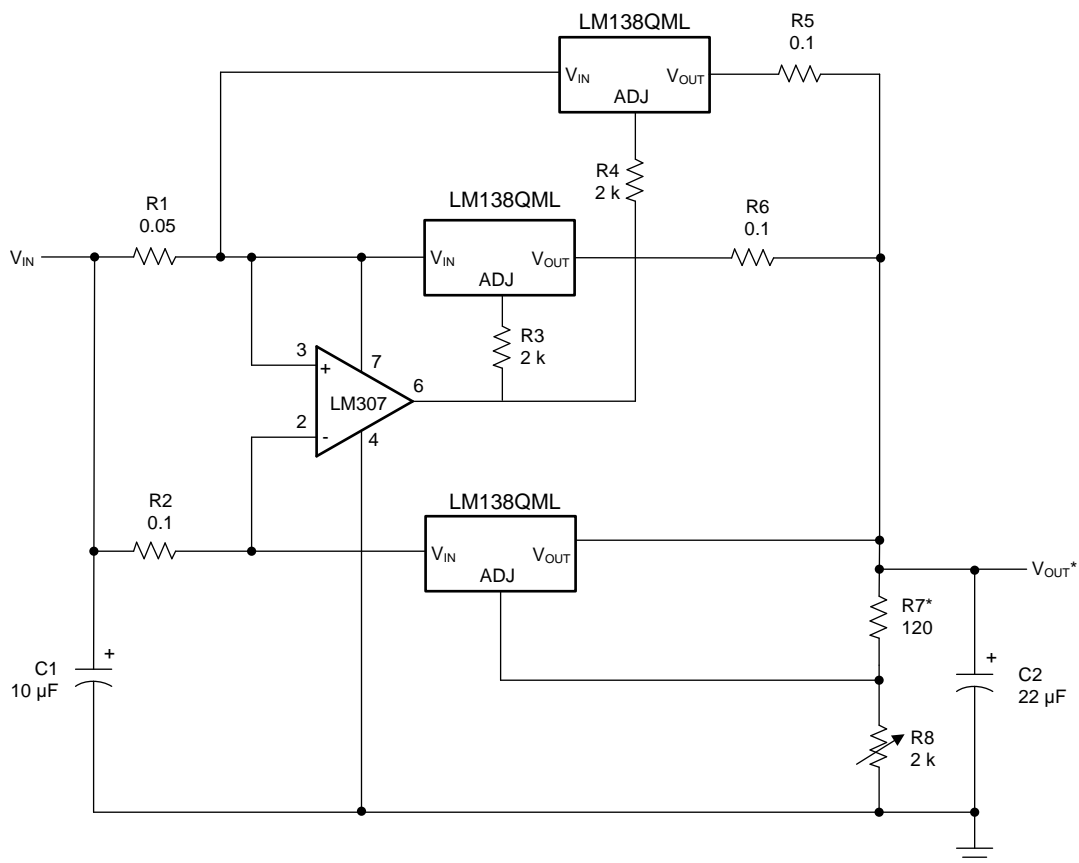 LM138QML
R5
0.1
VIN
VOUT
ADJ
R4
2 k
LM138QML
R1
0.05
R6
0.1
VIN
VIN
VOUT
ADJ
R3
2 k
3
7
+
6
LM307
2
-
4
LM138QML
R2
0.1
VIN
VOUT
ADJ
VOUT*
R7*
120
+
C1
10 µF
+
C2
22 µF
R8
2 k